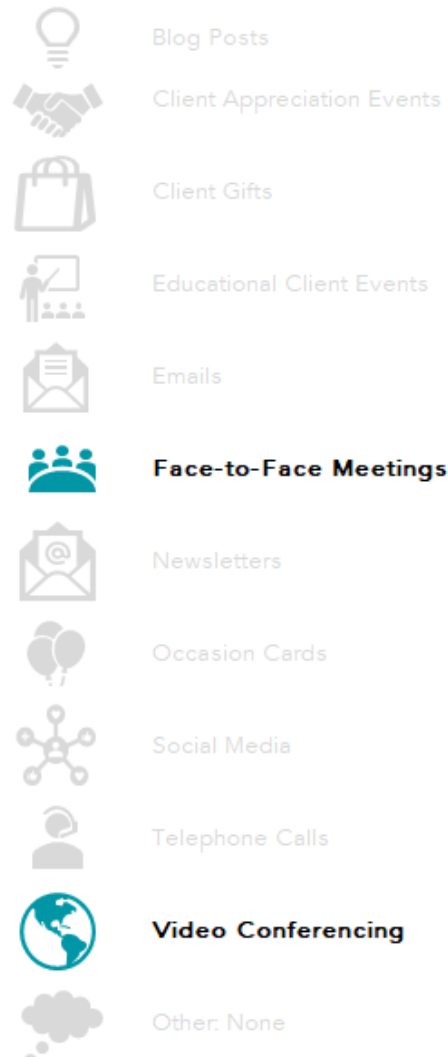 Blog Posts
Client Appreciation Events
Client Gifts
Educational Client Events
Emails
Face-to-Face Meetings
@
Newsletters
Occasion Cards
Social Media
Telephone Calls
Video Conferencing
Other: None